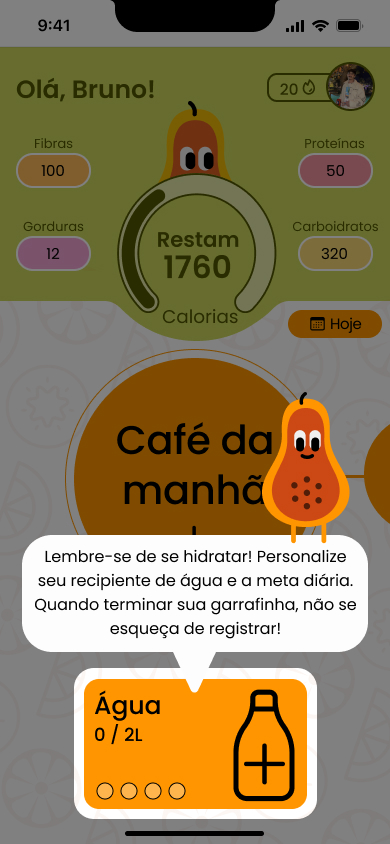 9:41
Olá, Bruno!
20
Fibras
100
Proteínas
50
Gorduras
12
Carboidratos
320
Restam
1760
Calorias
Hoje
Café da
manhã
Lembre-se de se hidratar! Personalize
seu recipiente de água e a meta diária.
Quando terminar sua garrafinha, não se
esqueça de registrar!
Água
0 / 2L